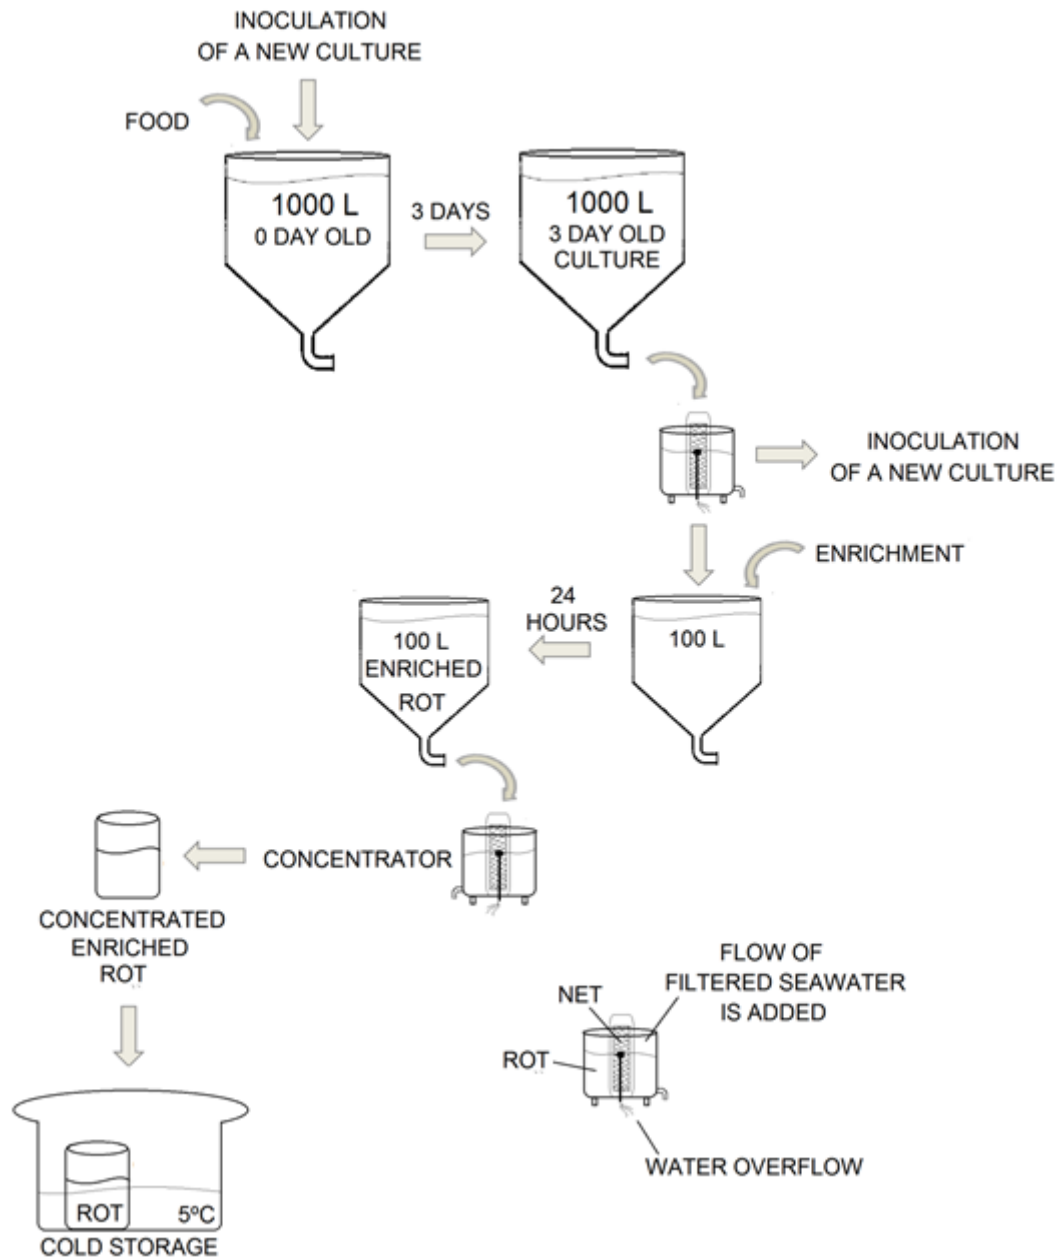 INOCULATION
OF A NEW CULTURE
FOOD
1000 L
0 DAY OLD
3 DAYS
1000 L
3 DAY OLD
CULTURE
INOCULATION
OF A NEW CULTURE
ENRICHMENT
24
HOURS
100 L
100 L
ENRICHED
ROT
CONCENTRATOR
CONCENTRATED
ENRICHED
ROT
FLOW OF
FILTERED SEAWATER
IS ADDED
NET
ROT
WATER OVERFLOW
ROT
5ºC
COLD STORAGE